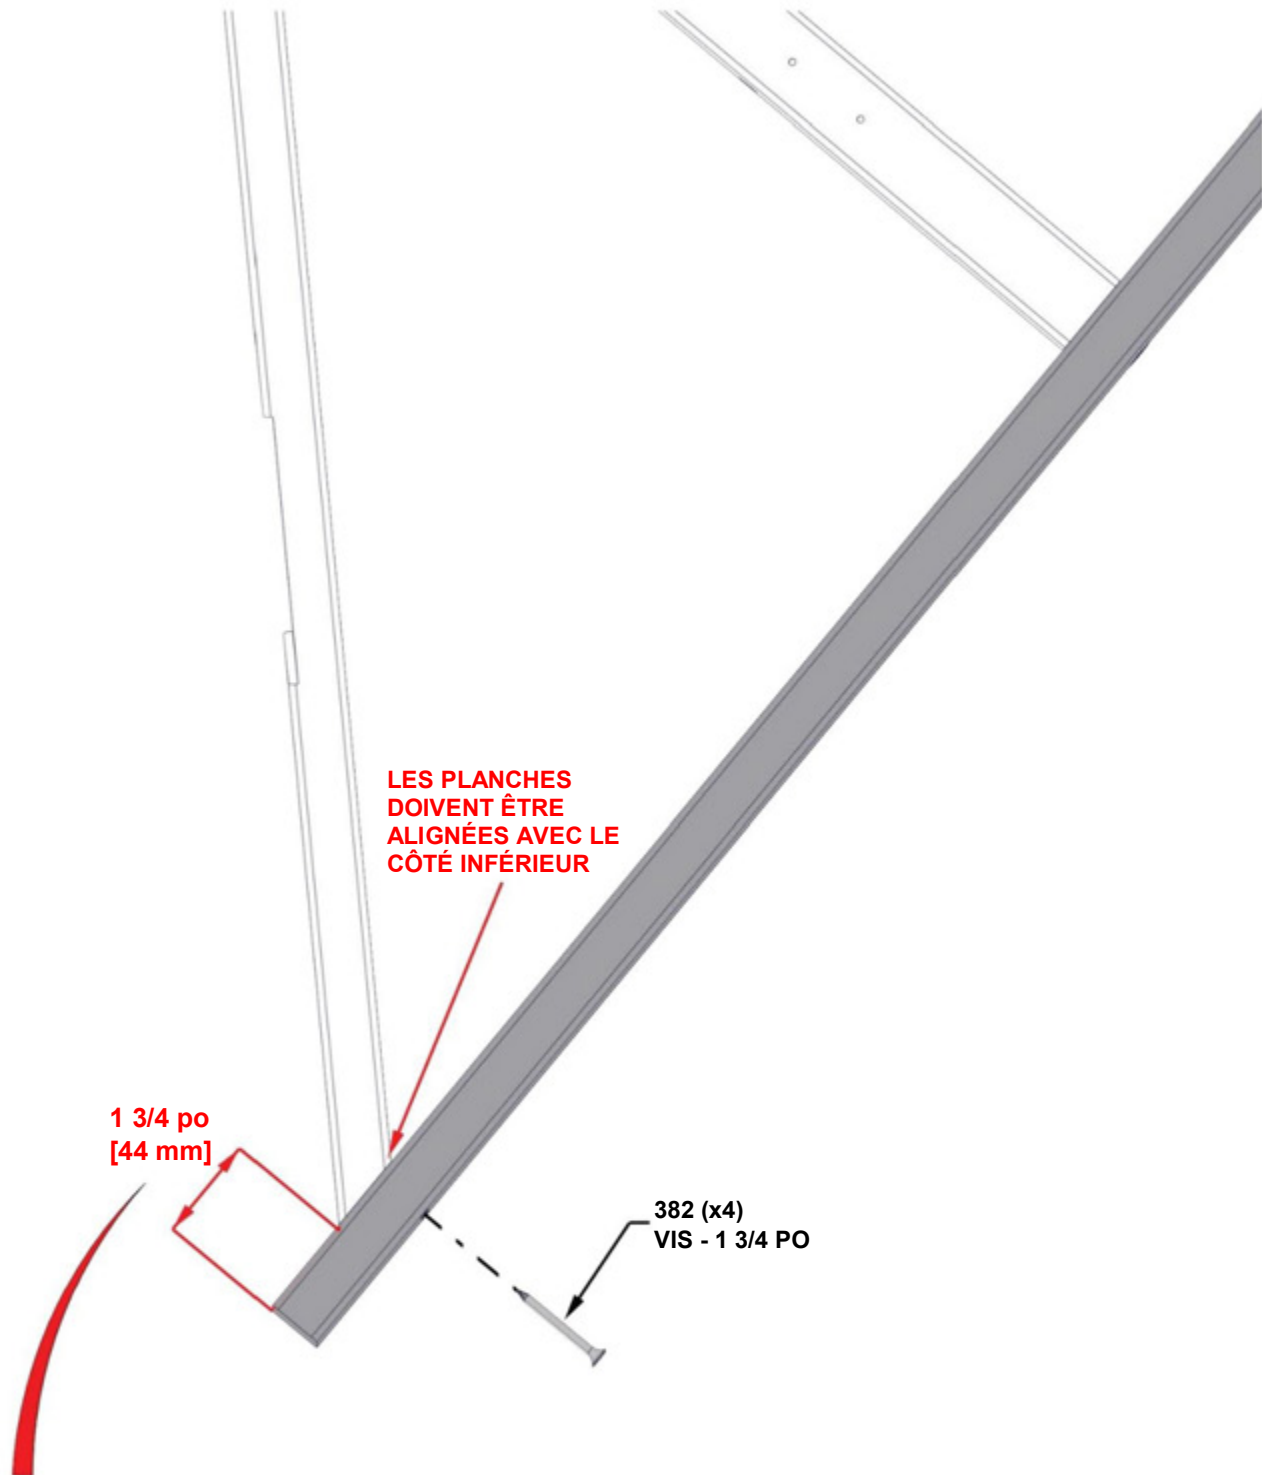 LES PLANCHES
DOIVENT ÊTRE
ALIGNÉES AVEC LE
CÔTÉ INFÉRIEUR
1 3/4 po
[44 mm]
382 (x4)
VIS - 1 3/4 PO